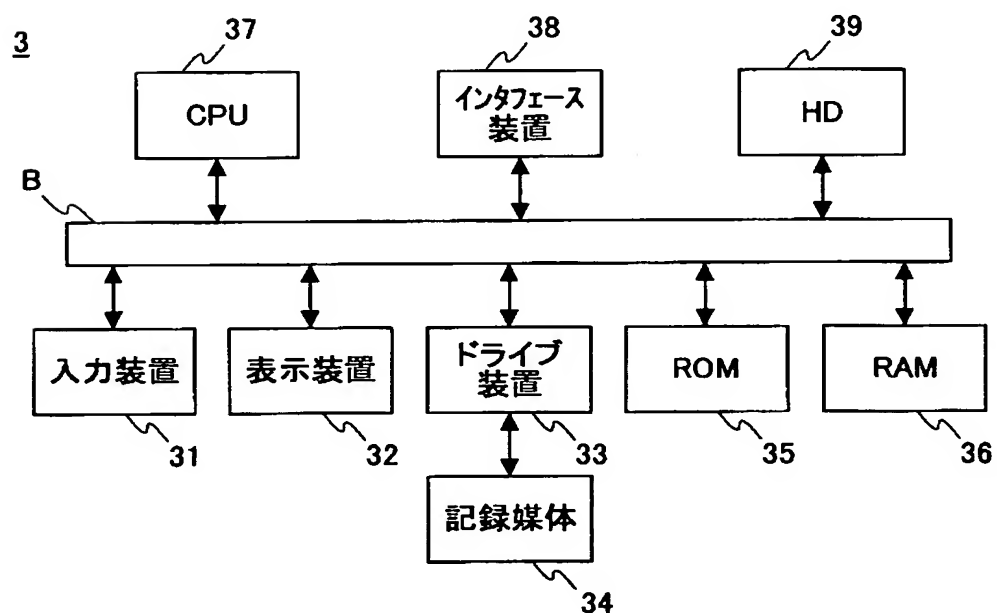 3
37
38
39
CPU
インタフェース
装置
HD
B
入力装置
表示装置
ドライブ
装置
ROM
RAM
31
32
33
35
36
記録媒体
34